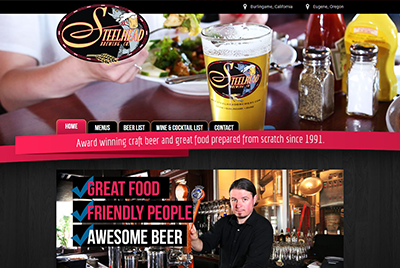 Burlingame, California
Eugene, Oregon
STEELHEAD
BREWING CO.
STEELHEAD
HOME
MENUS
BEER LIST
WINE & COCKTAIL LIST
CONTACT
Award winning craft beer and great food prepared from scratch since 1991.
GREAT FOOD
FRIENDLY PEOPLE
AWESOME BEER